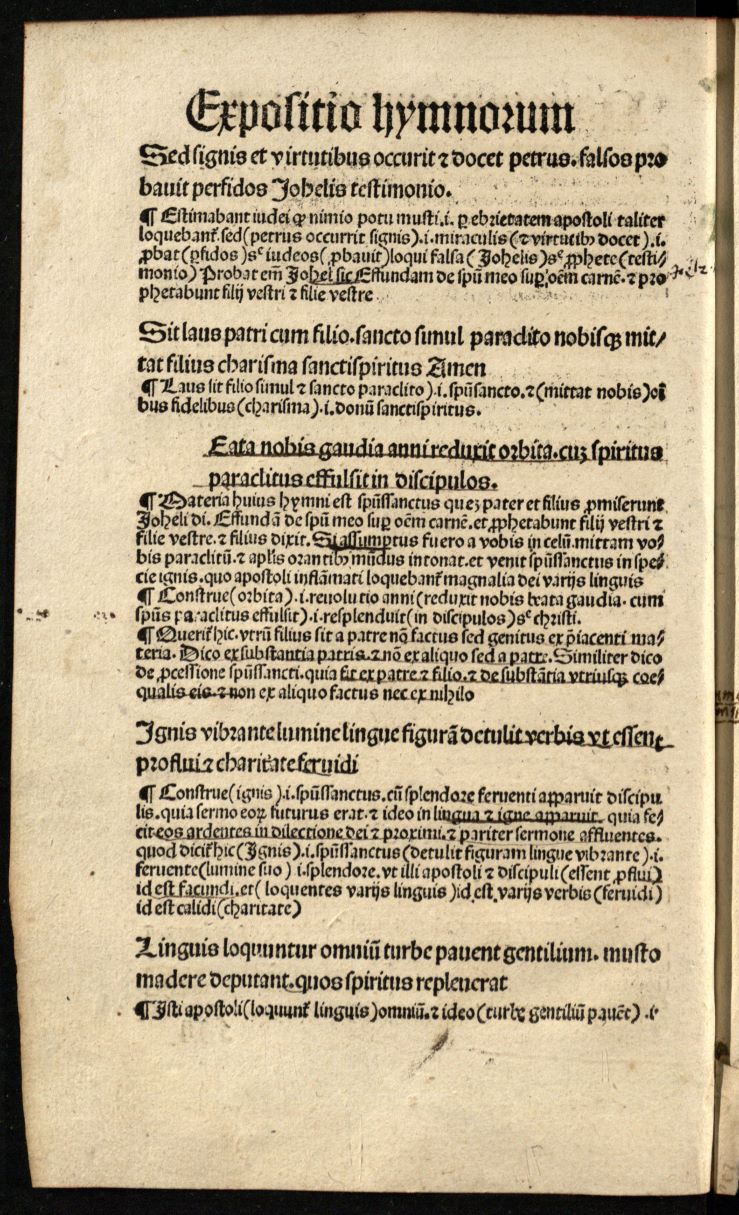 Expositio hymnorum
Sed signis et virtutibus occurit ⁊ docet petrus. falsos pro
bauit perfidos Johelis testimonio.
¶ Estimabant iudei ꝙ nimio potu musti .i. p̱ ebrietatem apostoli taliter
loquebant᷑. sed (petrus occurrit signis) .i. miraculis (⁊ virtutibꝰ docet) .i.
ꝓbat (ꝑfidos) sꝫ iudeos (ꝓbauit) loqui falsa (Johelis) sꝫ ꝓphete (testi⸗
monio) Probat em̄ Johel sic Effundam de spū meo suꝑ oēm carnē. ⁊ pro
phetabunt filij vestri ⁊ filie vestre
Sit laus patri cum filio. sancto simul paraclito nobisqꝫ mit⸗
tat filius charisma sanctispiritus Amen
¶ Laus sit filio simul ⁊ sancto paraclito) .i. spūsancto. ⁊ (mittat nobis) oī
bus fidelibus (charisma) .i. donū sanctispiritus.
Eata nobis gaudia anni reduxit orbita. cuꝫ spiritus
paraclitus effulsit in discipulos.
¶ Materia huius hymni est spūssanctus queꝫ pater et filius ꝓmiserunt
Joheli di. Effundā de spū meo suꝑ oēm carnē. et ꝓphetabunt filij vestri ⁊
filie vestre. ⁊ filius dixit. Si assumptus fuero a vobis in celū. mittam vo⸗
bis paraclitū. ⁊ aplis orantibꝰ mūdus intonat. et venit spūssanctus in spe⸗
cie ignis. quo apostoli inflāmati loquebant᷑ magnalia dei varijs linguis
¶ Construe (orbita) .i. reuolutio anni (reduxit nobis beata gaudia. cum
spūs paraclitus effulsit) .i. resplenduit (in discipulos) sꝫ christi.
¶ Querit᷑ hic. vtrū filius sit a patre nō factus sed genitus ex p̄iacenti ma⸗
teria. Dico ex substantia patris. ⁊ nō ex aliquo sed a patre. Similiter dico
de ꝓcessione spūssancti. quia fit ex patre ⁊ filio. ⁊ de substātia vtriusqꝫ coe⸗
qualis eis. ⁊ non ex aliquo factus nec ex nihilo
Ignis vibrante lumine lingue figurā detulit verbis vt essent
proflui ⁊ charitate feruidi
¶ Construe (ignis) .i. spūssanctus. cū splendore feruenti apparuit discipu
lis. quia sermo eoꝝ futurus erat. ⁊ ideo in lingua ⁊ igne apparuit. quia fe⸗
cit eos ardentes in dilectione dei ⁊ proximi. ⁊ pariter sermone affluentes.
quod dicit᷑ hic (Ignis) .i. spūssanctus (detulit figuram lingue vibrante) .i.
feruente (lumine suo) .i. splendore. vt illi apostoli ⁊ discipuli (essent ꝓflui)
id est facundi. et (loquentes varijs linguis) id est varijs verbis (feruidi)
id est calidi (charitate)
Linguis loquuntur omniū turbe pauent gentilium. musto
madere deputant. quos spiritus repleuerat
¶ Isti apostoli (loquunt᷑ linguis) omniū. ⁊ ideo (turbe gentiliū pauēt) .i.